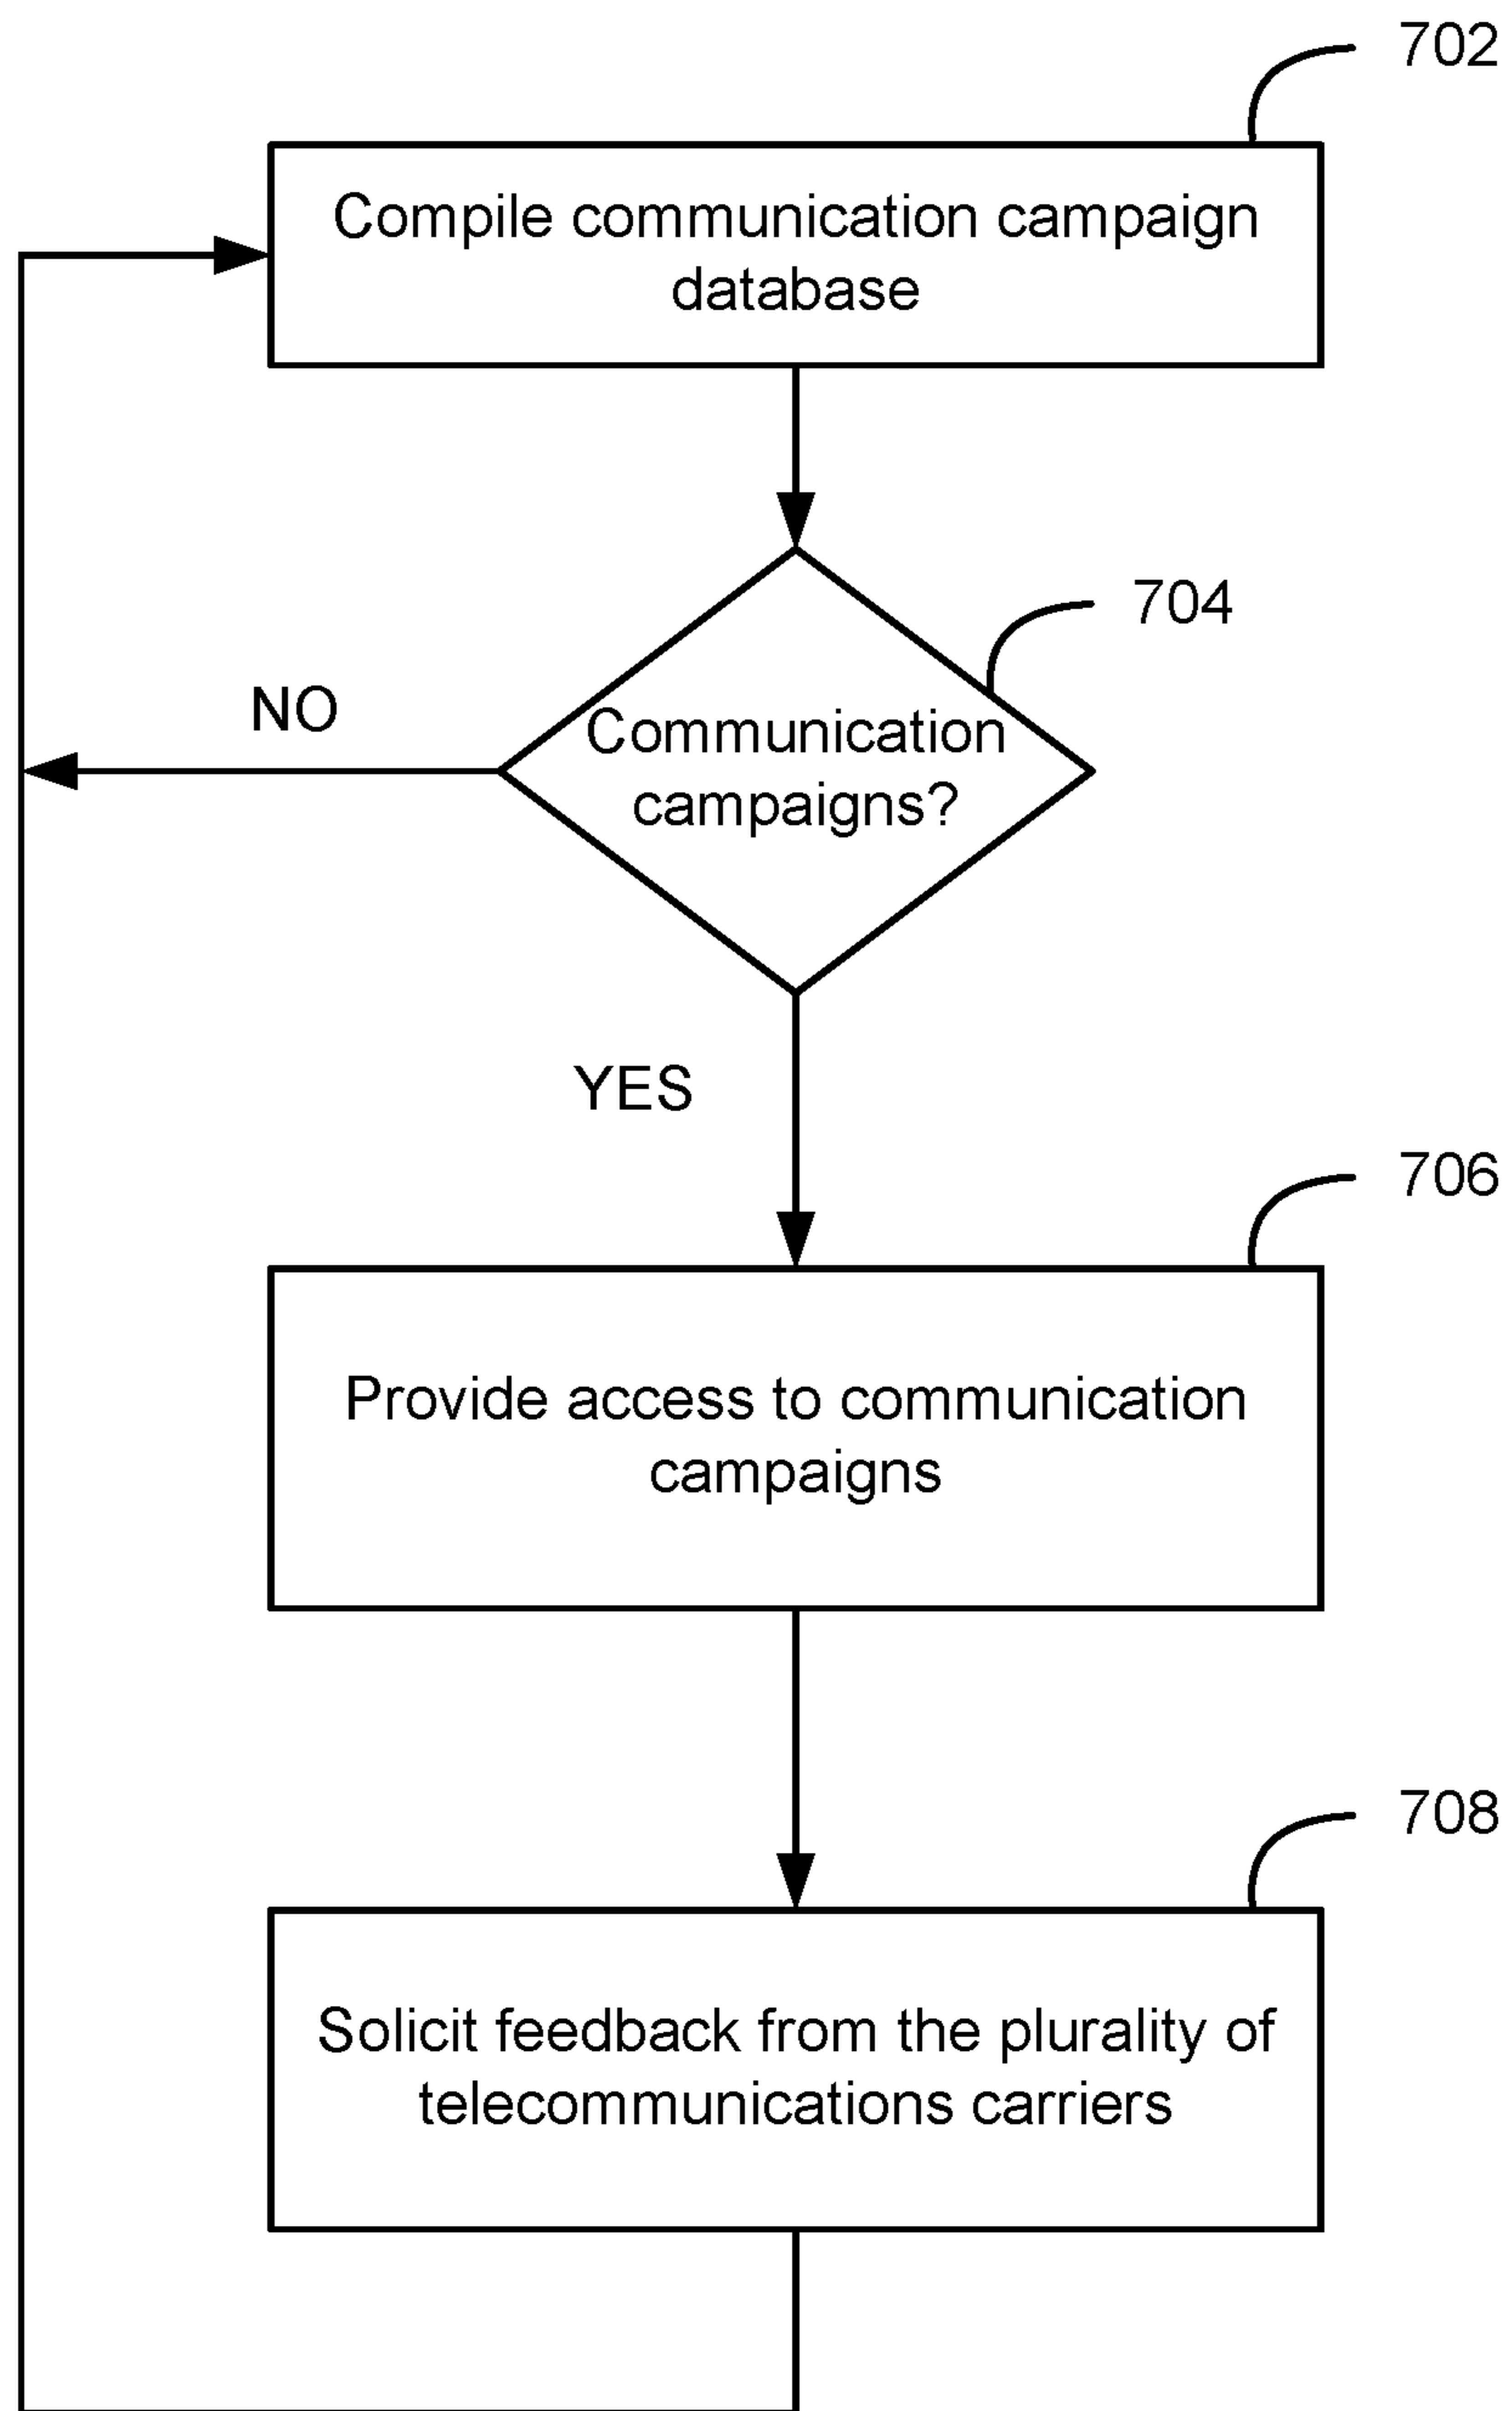 702
Compile communication campaign
database
704
NO
Communication
campaigns?
YES
706
Provide access to communication
campaigns
708
Solicit feedback from the plurality of
telecommunications carriers